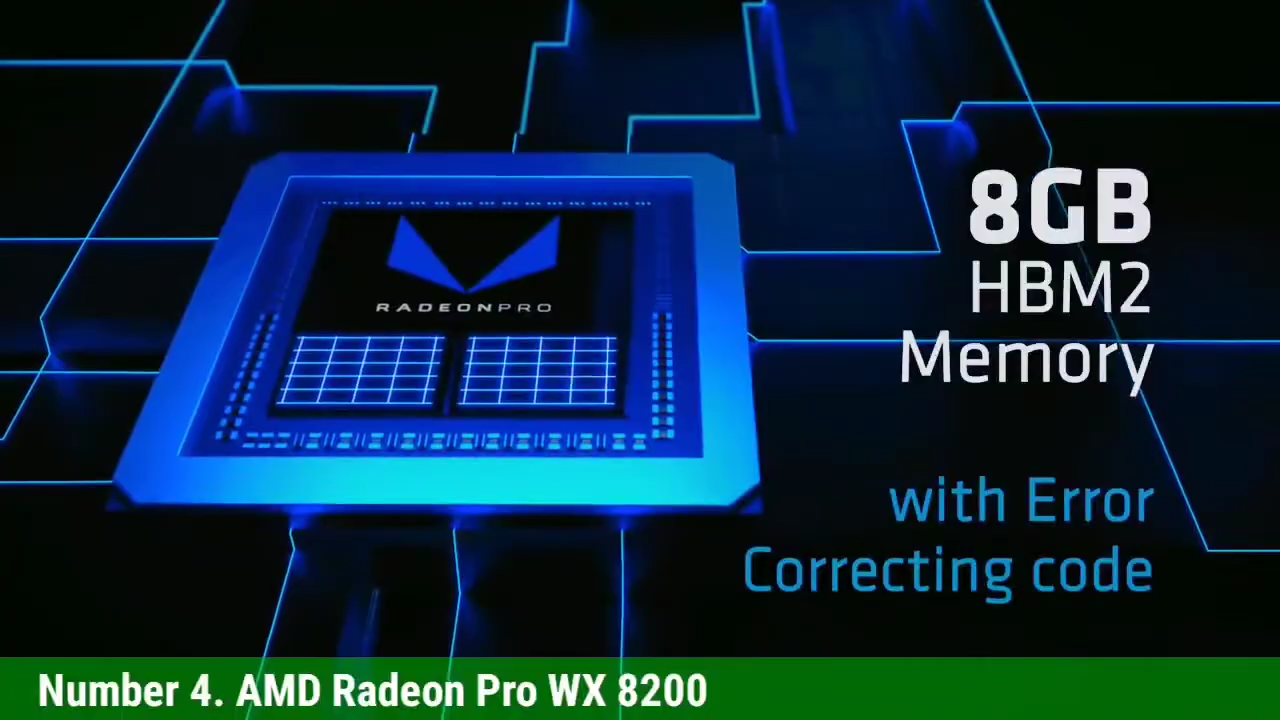 RADEONPRO
8GB
HBM2
Memory
with Error
Correcting code
Number 4. AMD Radeon Pro WX 8200